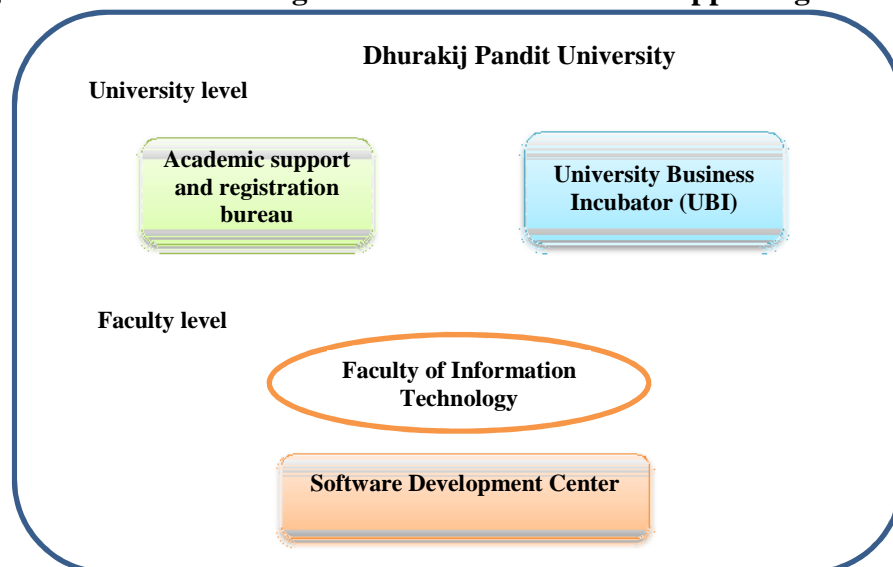 Dhurakij Pandit University
University level
Academic support
and registration
bureau
University Business
Incubator (UBI)
Faculty level
Faculty of Information
Technology
Software Development Center